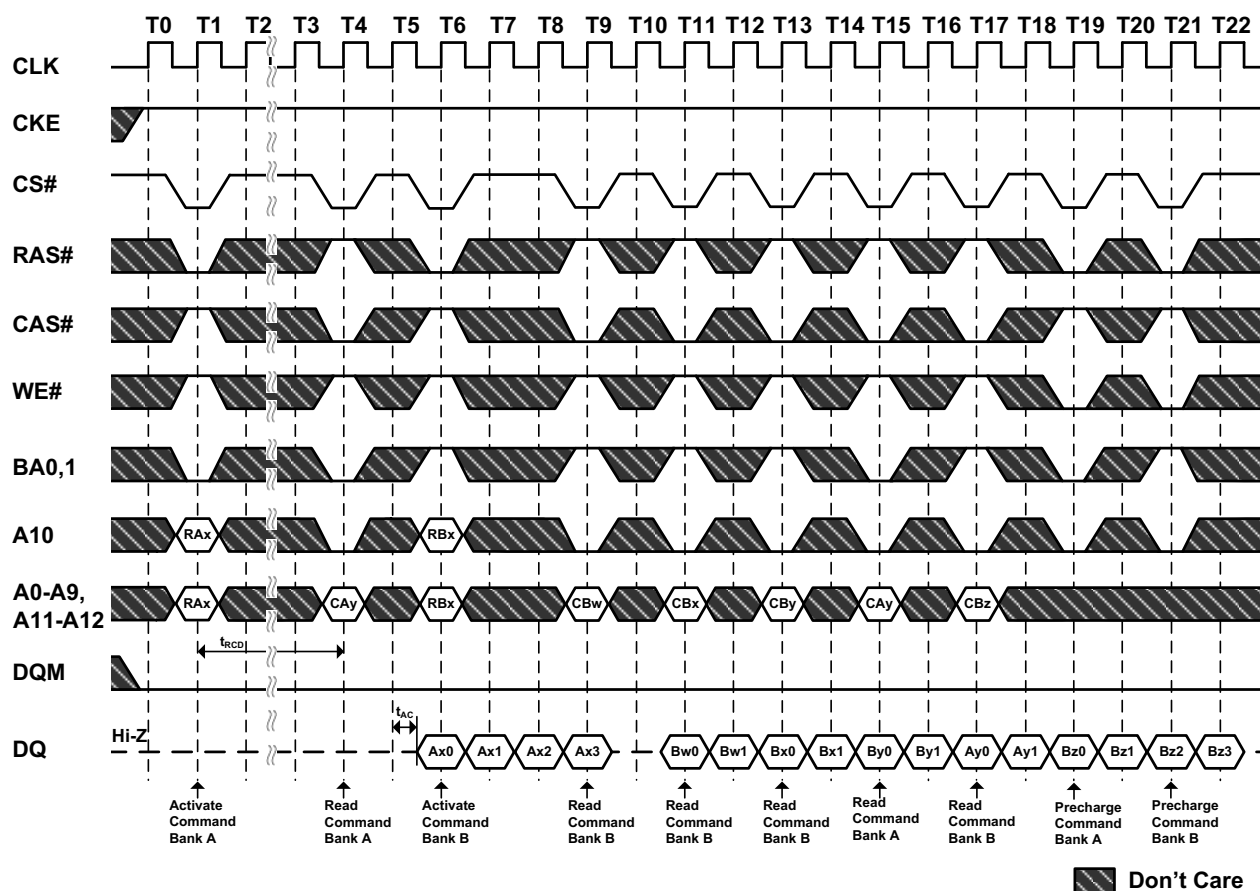 T0 T1 T2 T3 T4 T5 T6 T7 T8 T9 T10 T11 T12 T13 T14 T15 T16 T17 T18 T19 T20 T21 T22
CLK
CKE
CS#
RAS#
CAS#
WE#
BA0,1
A10
RAx RBx
A0-A9,
A11-A12
RAx CAy RBx CBw CBx CBy CAy CBz
tRCD
DQM
tAC
DQ
Hi-Z
Ax0 Ax1 Ax2 Ax3 Bw0 Bw1 Bx0 Bx1 By0 By1 Ay0 Ay1 Bz0 Bz1 Bz2 Bz3
Activate
Command
Bank A
Read
Command
Bank A
Activate
Command
Bank B
Read
Command
Bank B
Read
Command
Bank B
Read
Command
Bank B
Read
Command
Bank A
Read
Command
Bank B
Precharge
Command
Bank A
Precharge
Command
Bank B
Don't Care